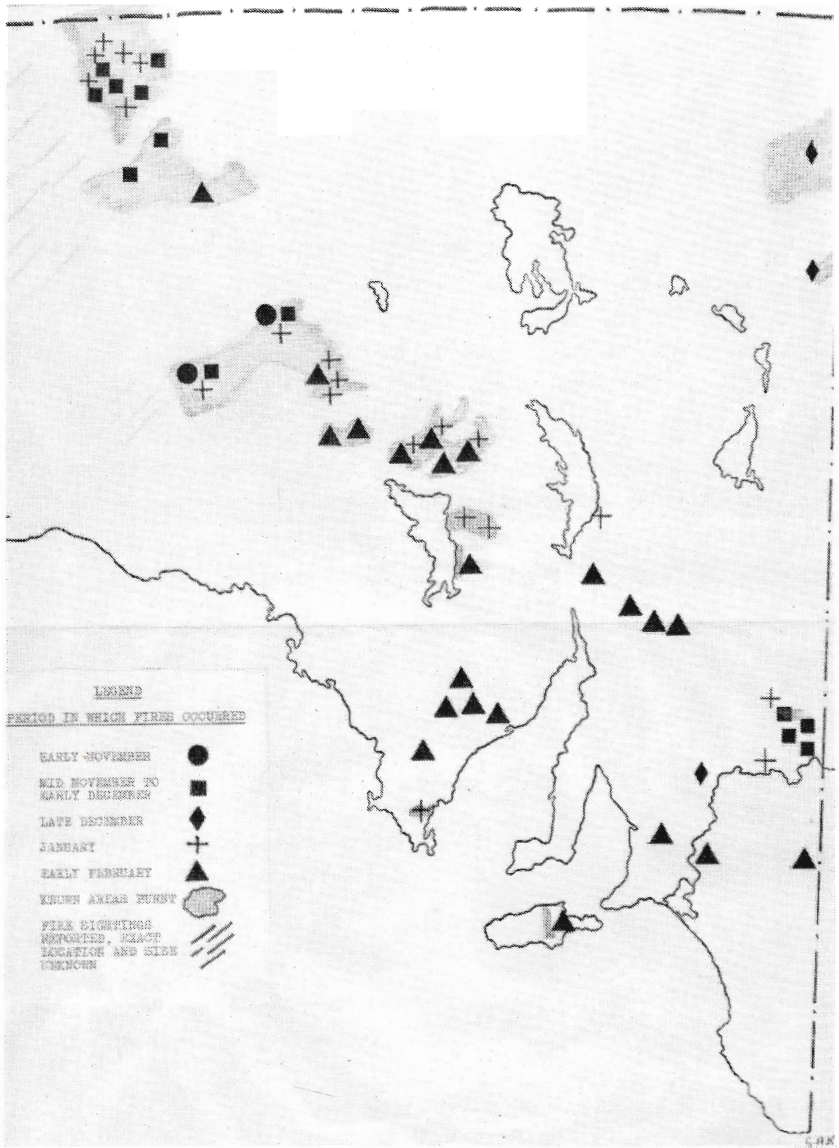 LEGEND
PERIOD IN WHICH FIRES OCCURED
EARLY NOVEMBER
MID NOVEMBER TO
EARLY DECEMBER
LATE DECEMBER
JANUARY
EARLY FEBRUARY
KNOWN AREAS BURNT
FIRE SIGHTINGS
REPORTED, EXACT
LOCATION AND SIZE
UNKNOWN